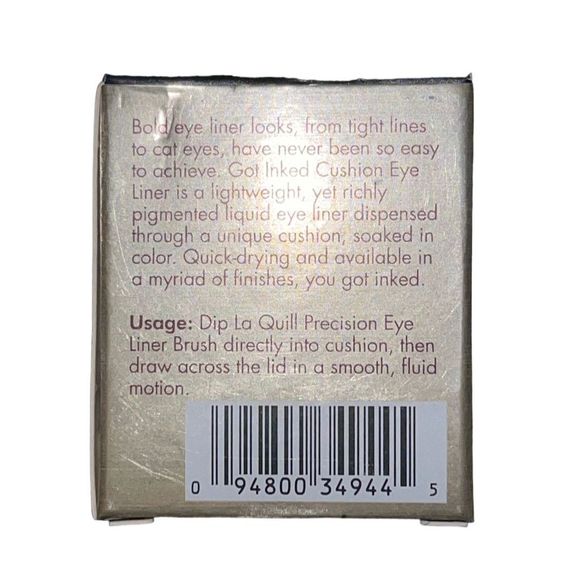 Bold eye liner looks, from tight lines
to cat eyes, have never been so easy
to achieve. Got Inked Cushion Eye
Liner is a lightweight, yet richly
pigmented liquid eye liner dispensed
through a unique cushion, soaked in
color. Quick-drying and available in
a myriad of finishes, you got inked.
Usage: Dip La Quill Precision Eye
Liner Brush directly into cushion, then
draw across the lid in a smooth, fluid
motion.
0 94800 34944 5